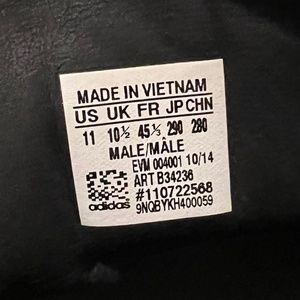 MADE IN VIETNAM
US UK FR JP CHN
11 10½ 45⅓ 290 280
MALE/MÂLE
EVM 004001 10/14
ART B34236
#110722568
adidas 9NQBYKH400059